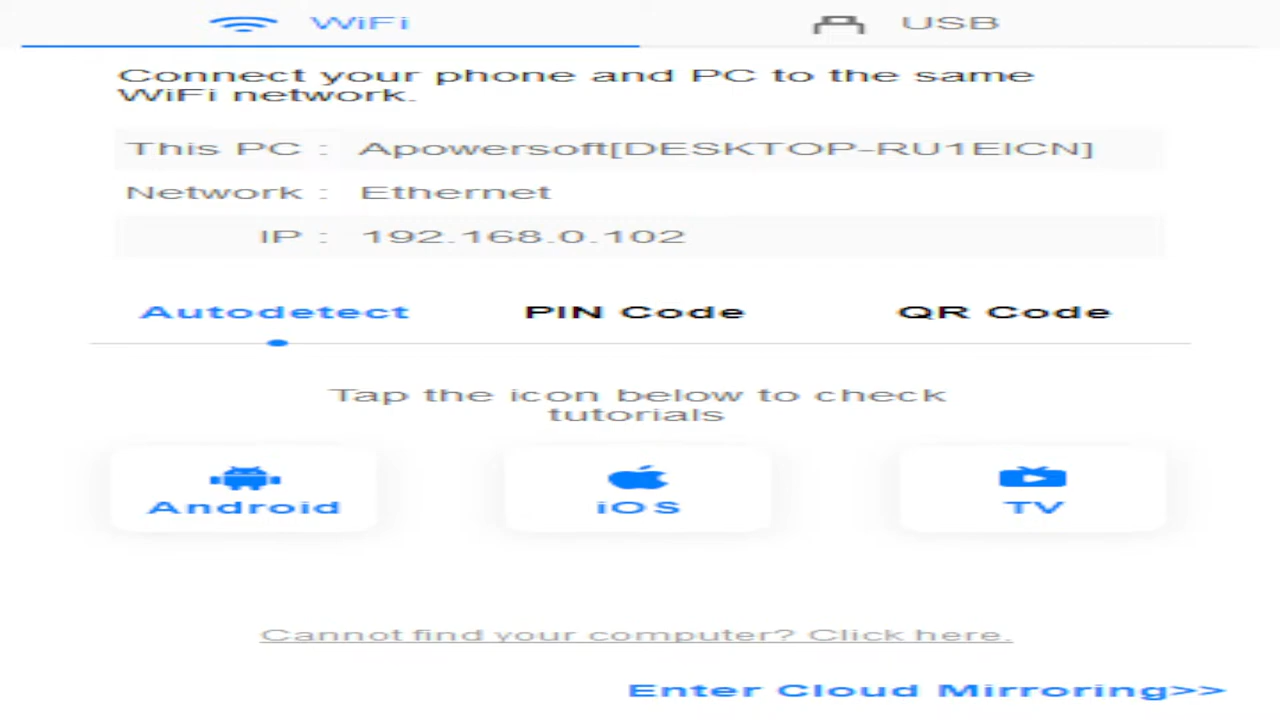 WiFi USB
Connect your phone and PC to the same
WiFi network.
This PC : Apowersoft[DESKTOP-RU1EICN]
Network : Ethernet
IP : 192.168.0.102
Autodetect PIN Code QR Code
Tap the icon below to check
tutorials
Android iOS TV
Cannot find your computer? Click here.
Enter Cloud Mirroring>>